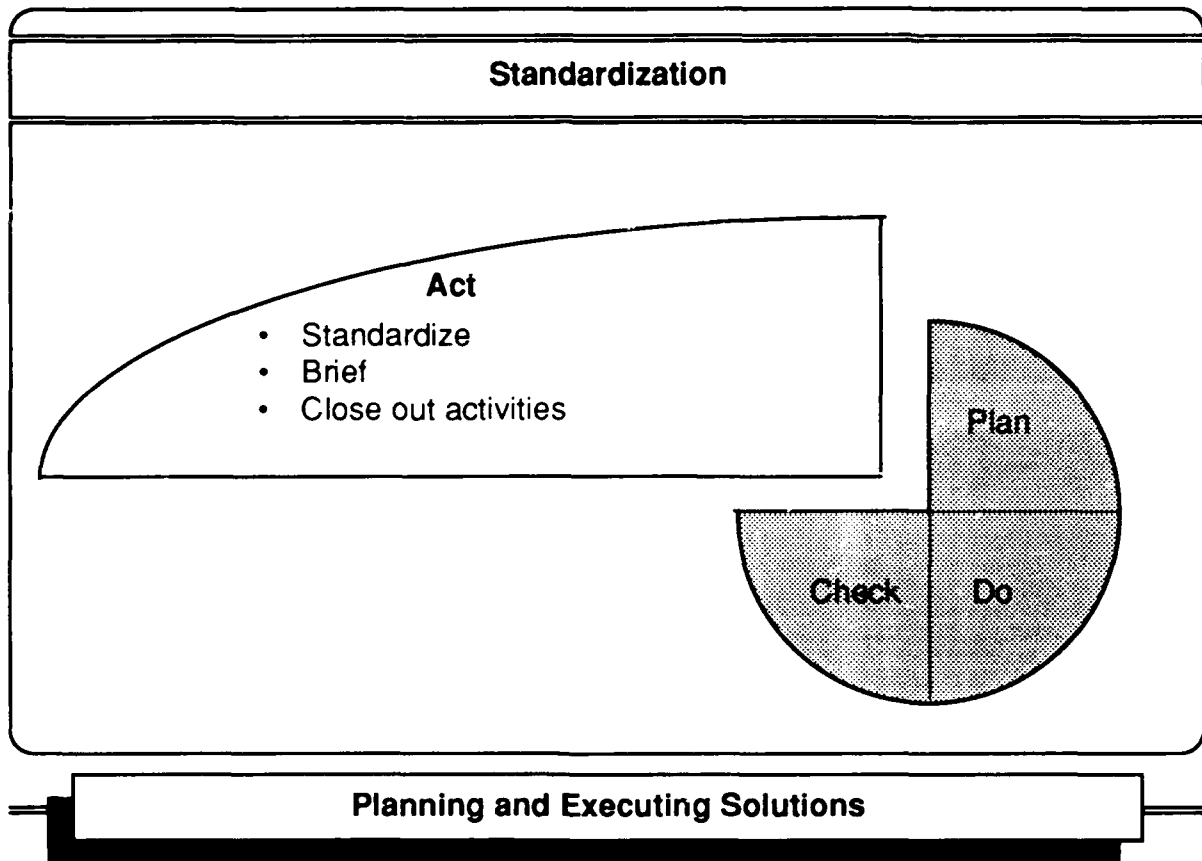 Standardization
Act
• Standardize
• Brief
• Close out activities
Plan
Check
Do
Planning and Executing Solutions